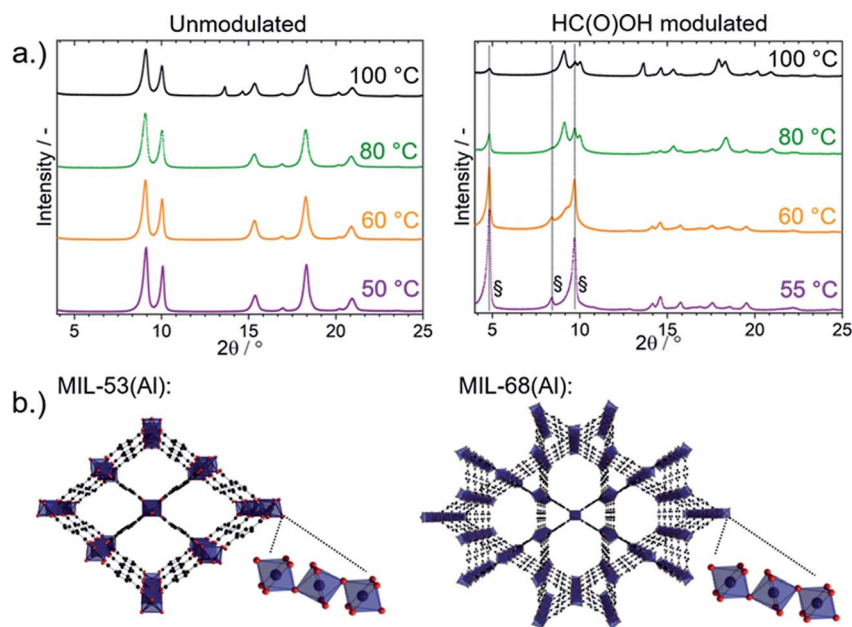 Unmodulated
HC(O)OH modulated
a.)
Intensity / -
100 °C
80 °C
60 °C
50 °C
5 10 15 20 25
2θ / °
Intensity / -
100 °C
80 °C
60 °C
55 °C
§ § §
5 10 15 20 25
2θ / °
b.)
MIL-53(Al):
MIL-68(Al):